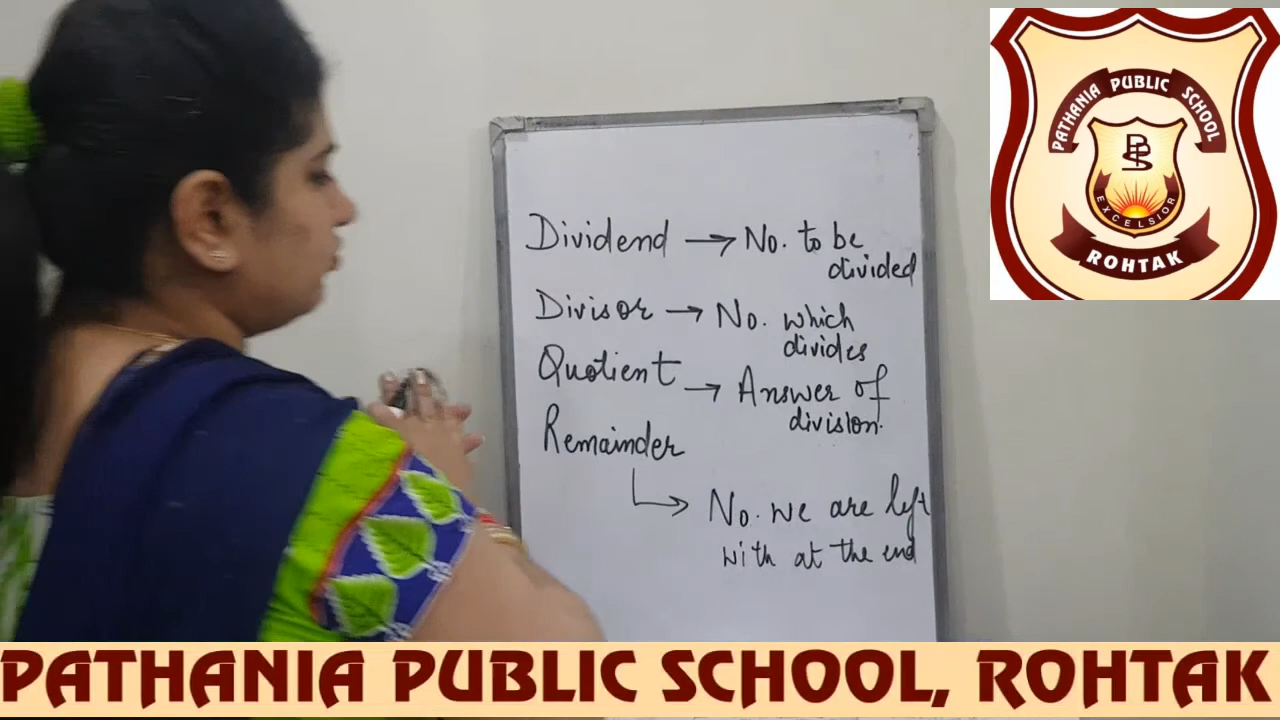 Dividend → No. to be
divided
Divisor → No. which
divides
Quotient → Answer of
division.
Remainder
↳ No. we are left
with at the end
PATHANIA PUBLIC SCHOOL
PPS
EXCELSIOR
ROHTAK
PATHANIA PUBLIC SCHOOL, ROHTAK